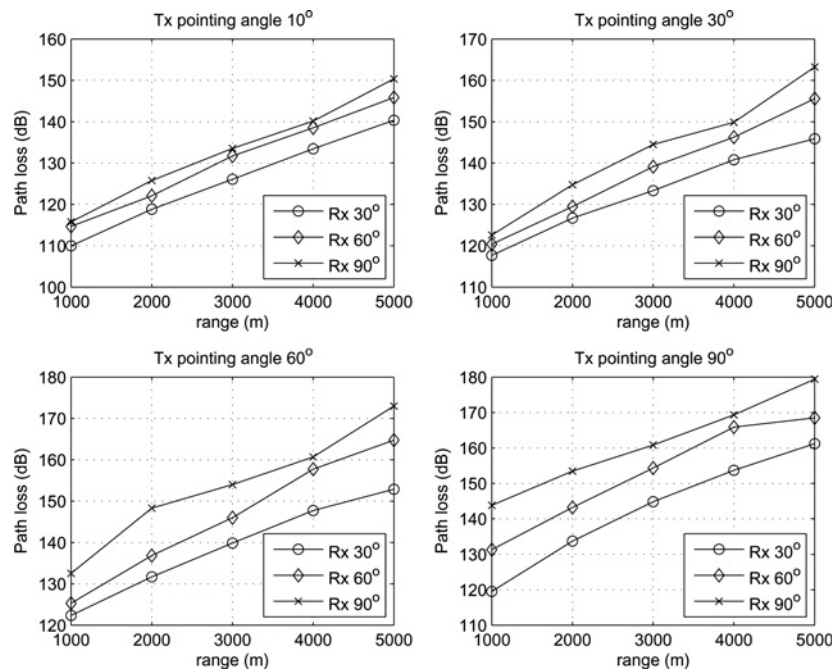 Tx pointing angle 10°
160
150
140
130
120
110
100
Path loss (dB)
1000 2000 3000 4000 5000
range (m)
Rx 30°
Rx 60°
Rx 90°
Tx pointing angle 30°
170
160
150
140
130
120
110
Path loss (dB)
1000 2000 3000 4000 5000
range (m)
Rx 30°
Rx 60°
Rx 90°
Tx pointing angle 60°
180
170
160
150
140
130
120
Path loss (dB)
1000 2000 3000 4000 5000
range (m)
Rx 30°
Rx 60°
Rx 90°
Tx pointing angle 90°
180
170
160
150
140
130
120
110
Path loss (dB)
1000 2000 3000 4000 5000
range (m)
Rx 30°
Rx 60°
Rx 90°